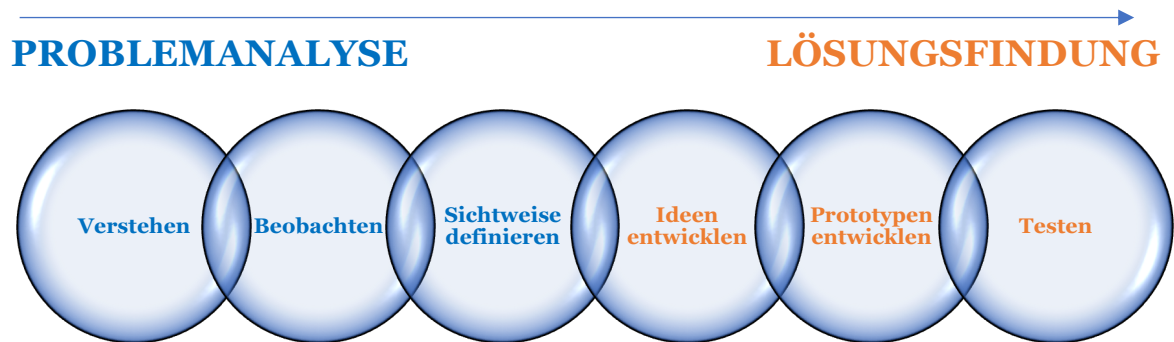 PROBLEMANALYSE
LÖSUNGSFINDUNG
Verstehen
Beobachten
Sichtweise
definieren
Ideen
entwicklen
Prototypen
entwicklen
Testen